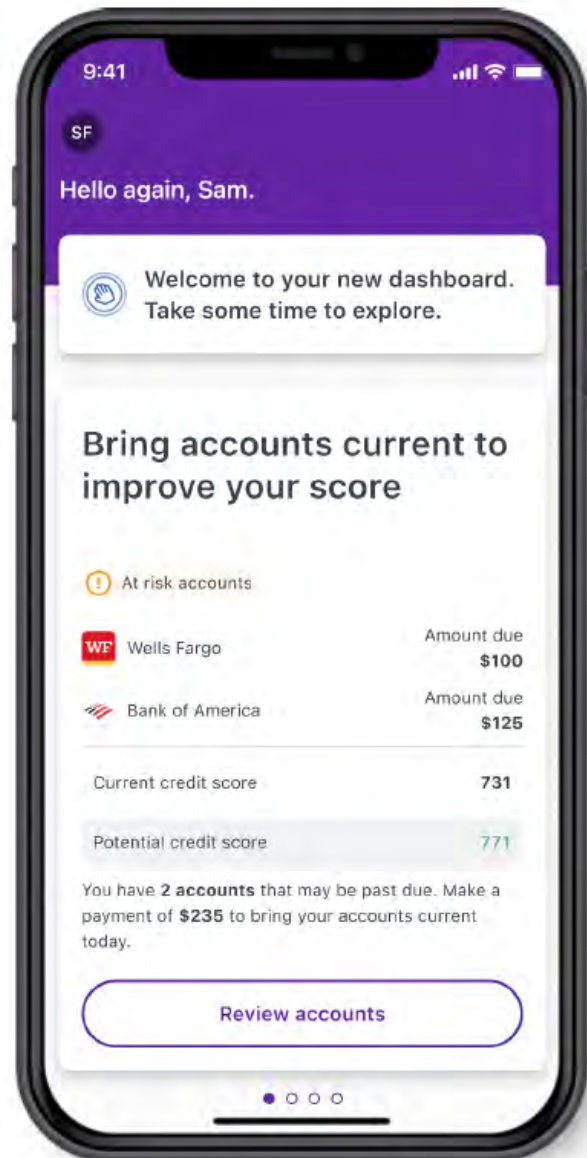 9:41
SF
Hello again, Sam.
Welcome to your new dashboard.
Take some time to explore.
Bring accounts current to
improve your score
At risk accounts
WF Wells Fargo
Amount due
$100
Bank of America
Amount due
$125
Current credit score 731
Potential credit score 771
You have 2 accounts that may be past due. Make a
payment of $235 to bring your accounts current
today.
Review accounts